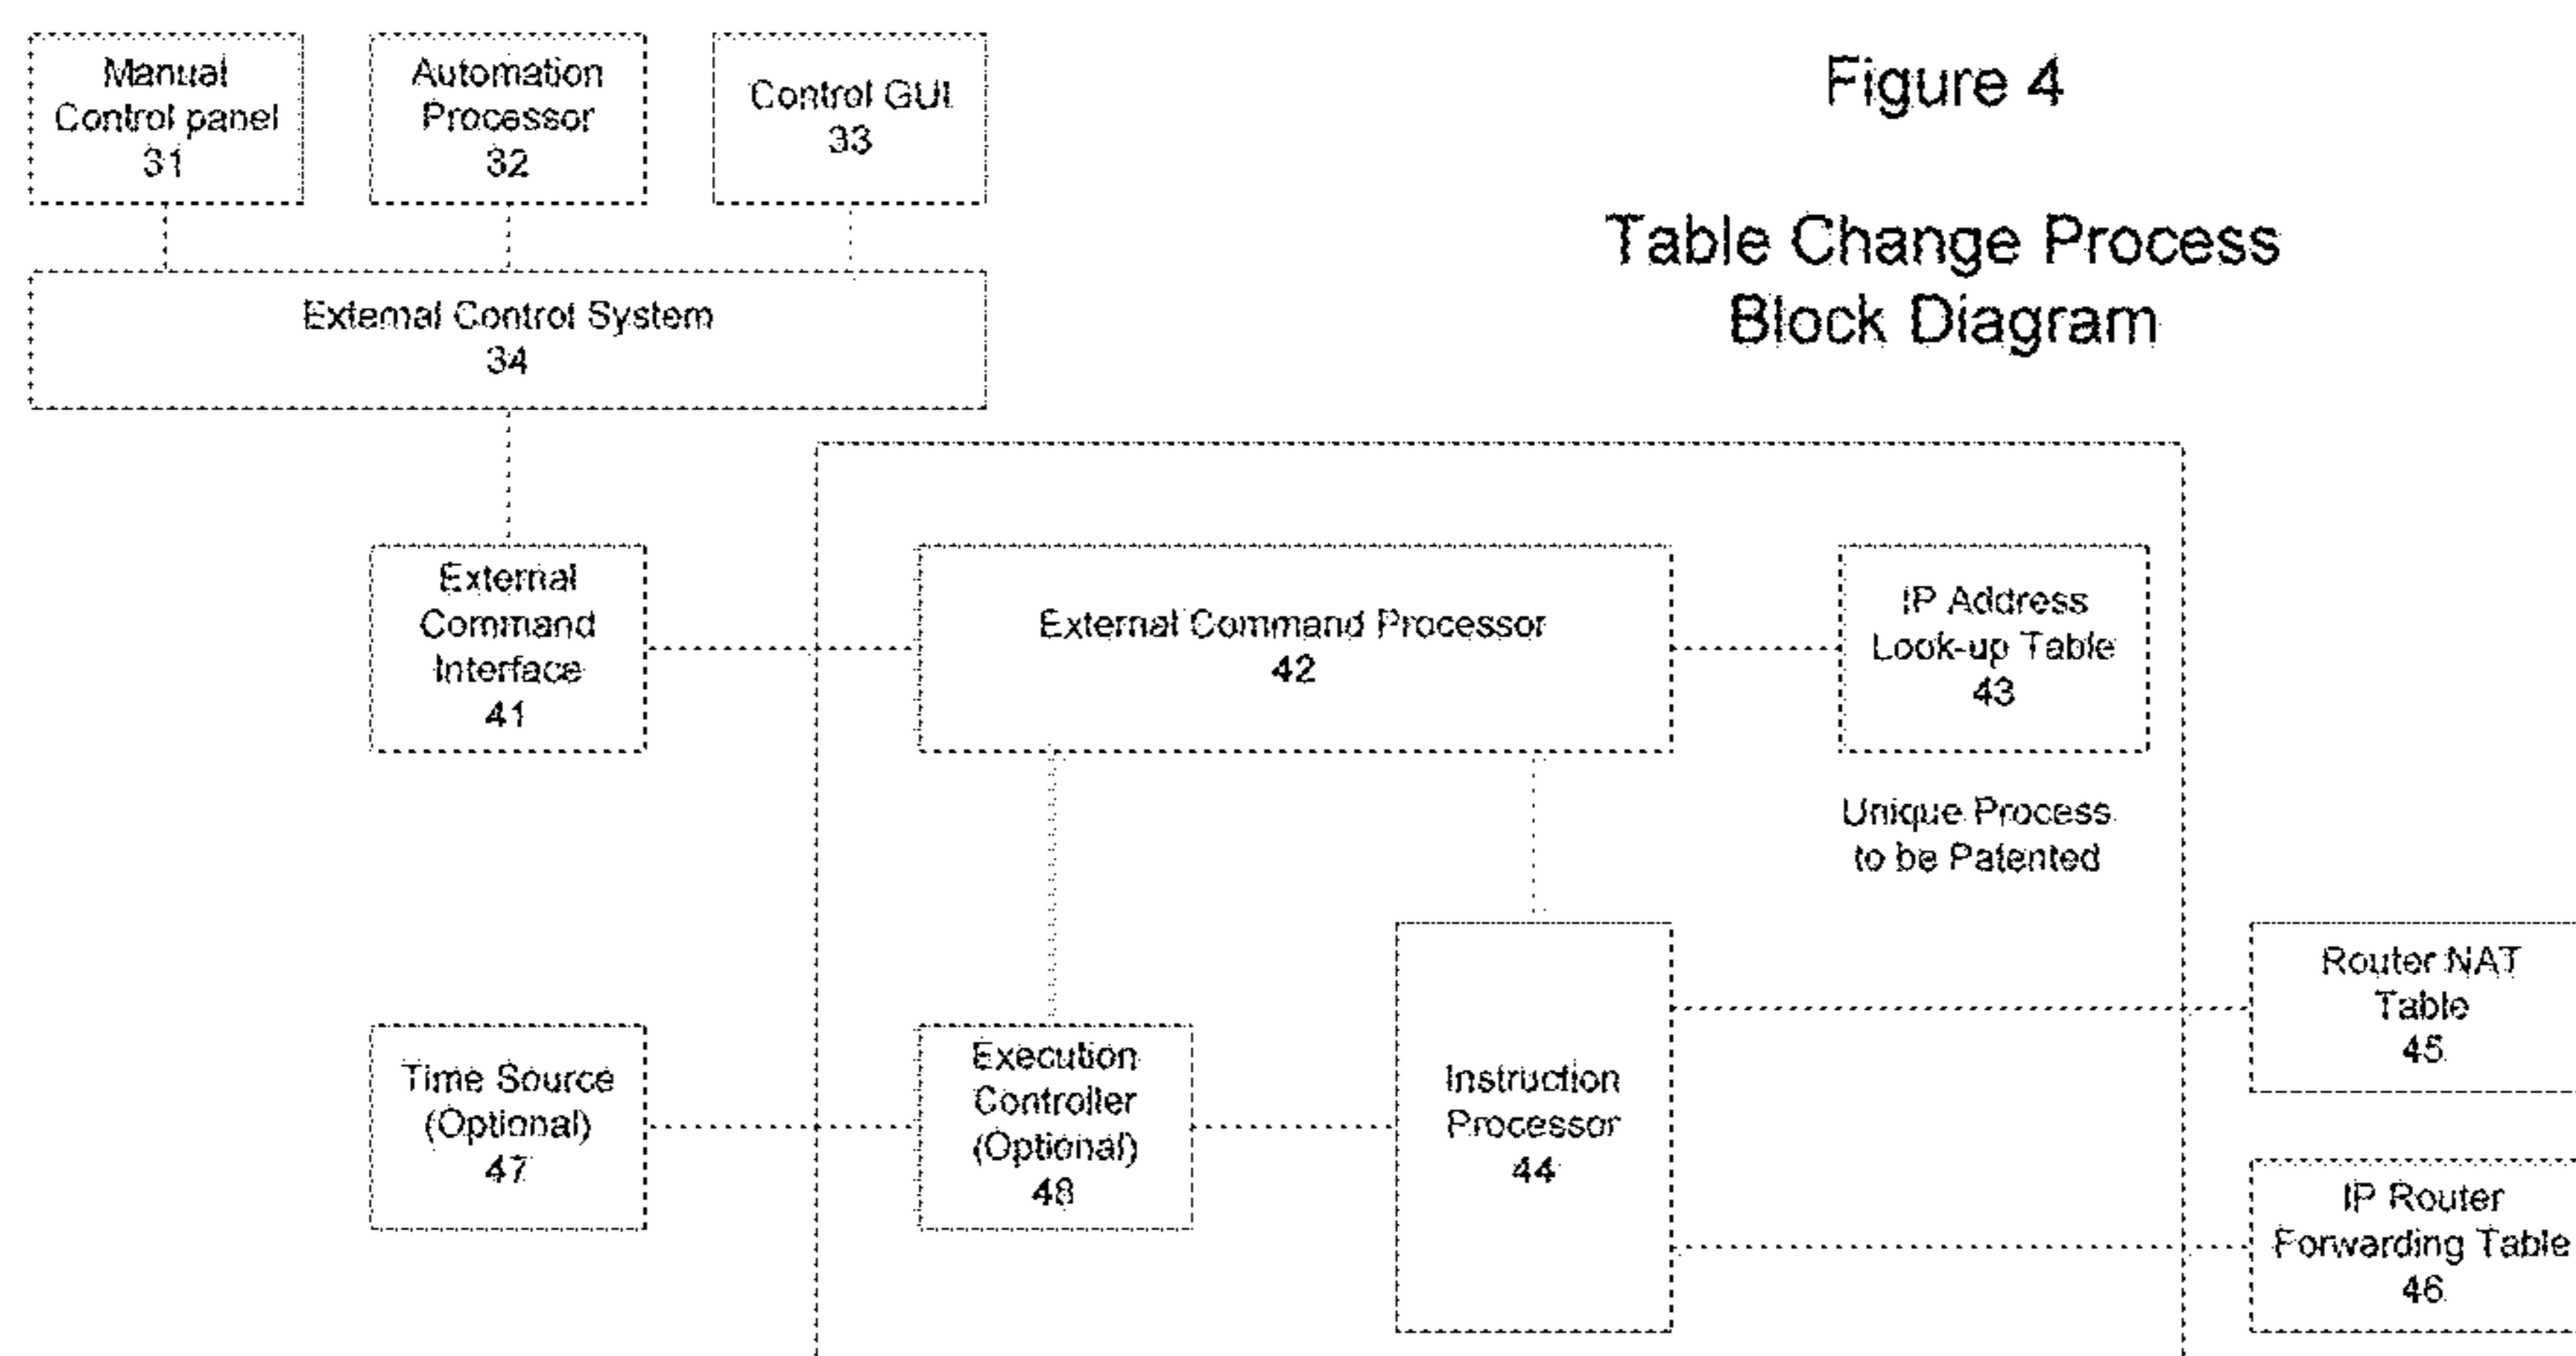 Figure 4
Table Change Process
Block Diagram
Manual
Control panel
31
Automation
Processor
32
Control GUI
33
External Control System
34
External
Command
Interface
41
External Command Processor
42
IP Address
Look-up Table
43
Unique Process
to be Patented
Time Source
(Optional)
47
Execution
Controller
(Optional)
48
Instruction
Processor
44
Router NAT
Table
45
IP Router
Forwarding Table
46